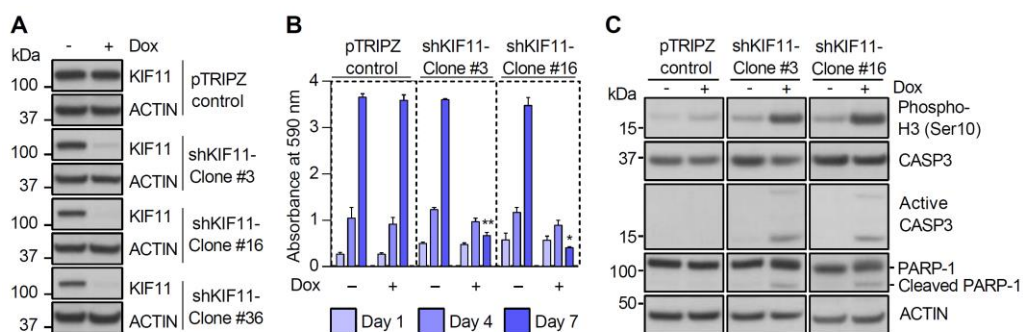 A
- + Dox
kDa
100
KIF11
37
ACTIN
pTRIPZ
control
100
KIF11
37
ACTIN
shKIF11-
Clone #3
100
KIF11
37
ACTIN
shKIF11-
Clone #16
100
KIF11
37
ACTIN
shKIF11-
Clone #36
B
pTRIPZ
control
shKIF11-
Clone #3
shKIF11-
Clone #16
Absorbance at 590 nm
4
3
2
1
0
**
*
Dox – + – + – +
Day 1 Day 4 Day 7
C
pTRIPZ
control
shKIF11-
Clone #3
shKIF11-
Clone #16
- + - + - + Dox
kDa
15
Phospho-
H3 (Ser10)
37
CASP3
15
Active
CASP3
100
PARP-1
Cleaved PARP-1
50
37
ACTIN